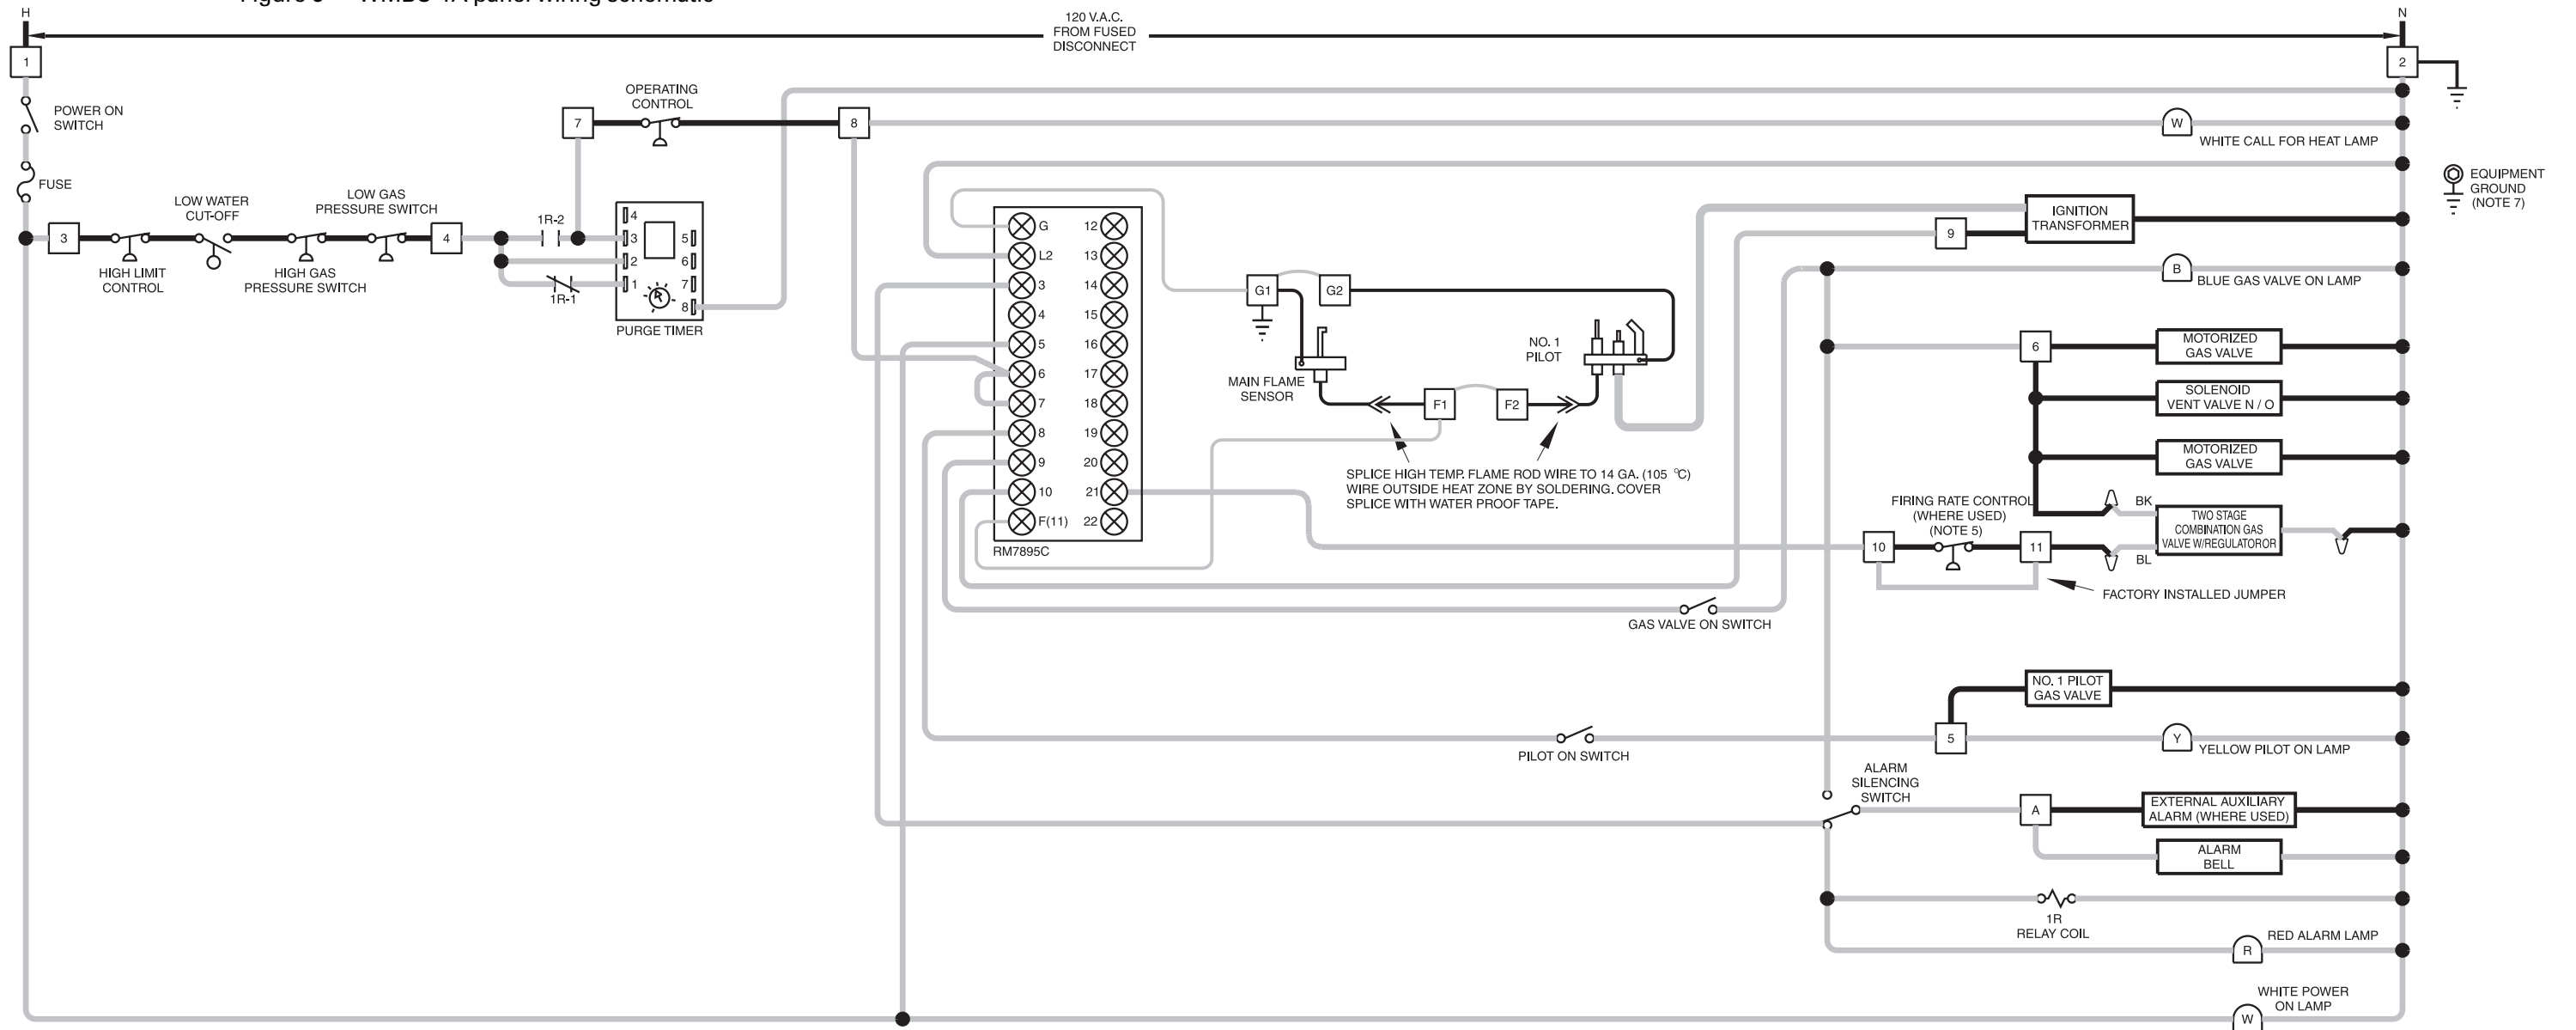 Figure 3 — WMBC-1A panel wiring schematic
H
120 V.A.C.
FROM FUSED
DISCONNECT
N
1
2
POWER ON
SWITCH
OPERATING
CONTROL
7
8
W
WHITE CALL FOR HEAT LAMP
FUSE
LOW WATER
CUT-OFF
LOW GAS
PRESSURE SWITCH
1R-2
3
4
HIGH LIMIT
CONTROL
HIGH GAS
PRESSURE SWITCH
1R-1
4
3
5
2
6
1
7
8
PURGE TIMER
EQUIPMENT
GROUND
(NOTE 7)
IGNITION
TRANSFORMER
9
B
BLUE GAS VALVE ON LAMP
G
12
L2
13
3
14
4
15
5
16
6
17
7
18
8
19
9
20
10
21
F(11)
22
RM7895C
G1
G2
NO. 1
PILOT
MAIN FLAME
SENSOR
F1
F2
SPLICE HIGH TEMP. FLAME ROD WIRE TO 14 GA. (105 °C)
WIRE OUTSIDE HEAT ZONE BY SOLDERING. COVER
SPLICE WITH WATER PROOF TAPE.
6
MOTORIZED
GAS VALVE
SOLENOID
VENT VALVE N / O
MOTORIZED
GAS VALVE
FIRING RATE CONTROL
(WHERE USED)
(NOTE 5)
BK
TWO STAGE
COMBINATION GAS
VALVE W/REGULATOROR
10
11
BL
FACTORY INSTALLED JUMPER
GAS VALVE ON SWITCH
NO. 1 PILOT
GAS VALVE
5
Y
YELLOW PILOT ON LAMP
PILOT ON SWITCH
ALARM
SILENCING
SWITCH
A
EXTERNAL AUXILIARY
ALARM (WHERE USED)
ALARM
BELL
1R
RELAY COIL
RED ALARM LAMP
R
WHITE POWER
ON LAMP
W